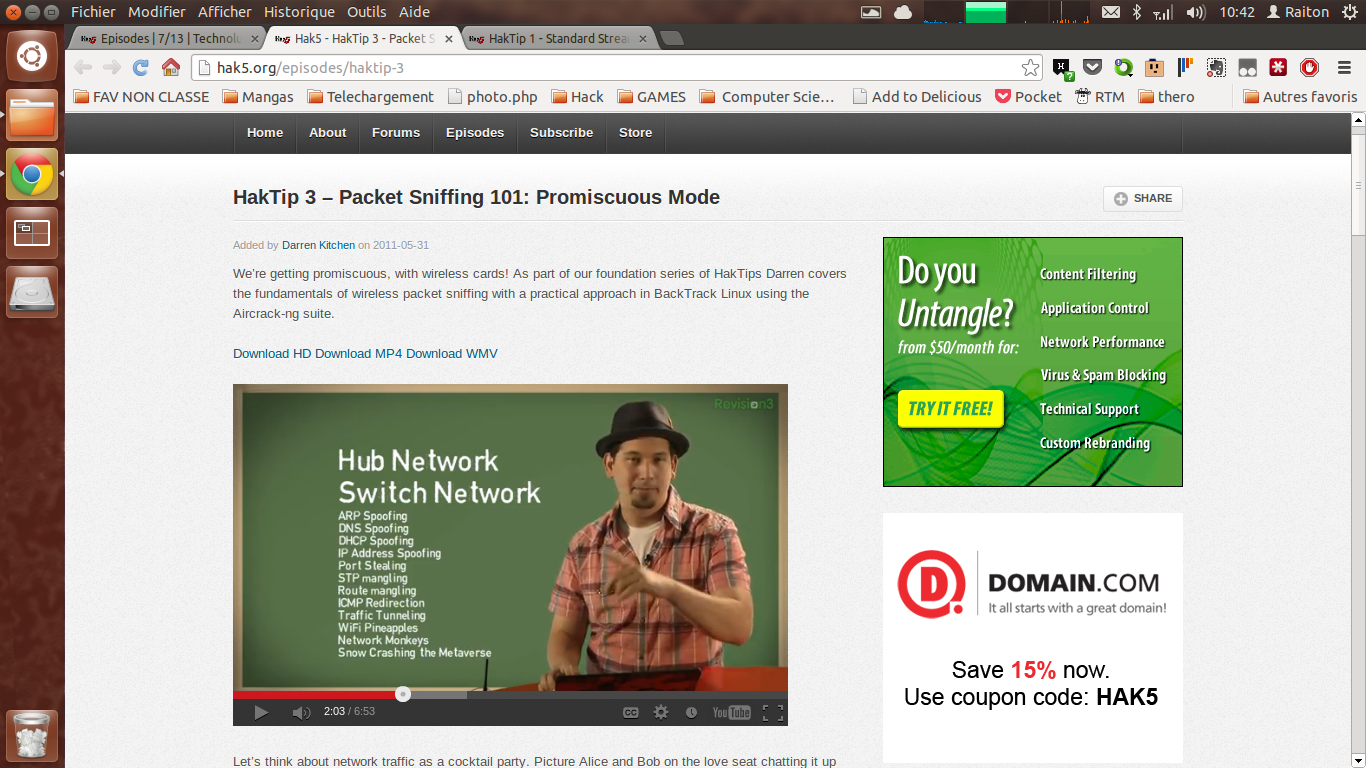 Fichier Modifier Afficher Historique Outils Aide
10:42 Raiton
Episodes | 7/13 | Technolu
Hak5 - HakTip 3 - Packet S
HakTip 1 - Standard Strea
hak5.org/episodes/haktip-3
FAV NON CLASSE Mangas Telechargement photo.php Hack GAMES Computer Scie... Add to Delicious Pocket RTM thero Autres favoris
Home About Forums Episodes Subscribe Store
HakTip 3 – Packet Sniffing 101: Promiscuous Mode
SHARE
Added by Darren Kitchen on 2011-05-31
We're getting promiscuous, with wireless cards! As part of our foundation series of HakTips Darren covers
the fundamentals of wireless packet sniffing with a practical approach in BackTrack Linux using the
Aircrack-ng suite.
Download HD Download MP4 Download WMV
Revision3
Hub Network
Switch Network
ARP Spoofing
DNS Spoofing
DHCP Spoofing
IP Address Spoofing
Port Stealing
STP mangling
Route mangling
ICMP Redirection
Traffic Tunneling
WiFi Pineapples
Network Monkeys
Snow Crashing the Metaverse
2:03 / 6:53
CC
YouTube
Let's think about network traffic as a cocktail party. Picture Alice and Bob on the love seat chatting it up
Do you
Untangle?
from $50/month for:
TRY IT FREE!
Content Filtering
Application Control
Network Performance
Virus & Spam Blocking
Technical Support
Custom Rebranding
D.
DOMAIN.COM
It all starts with a great domain!
Save 15% now.
Use coupon code: HAK5